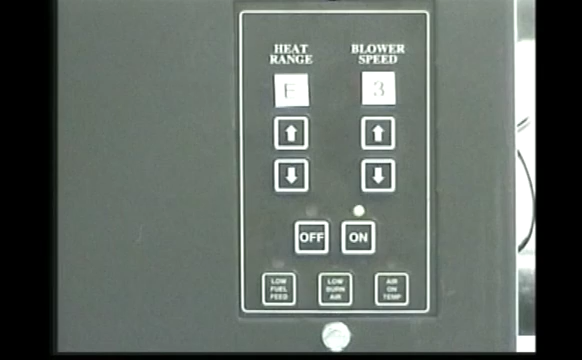 HEAT
RANGE
BLOWER
SPEED
E
3
OFF
ON
LOW
FUEL
FEED
LOW
BURN
AIR
AIR
ON
TEMP